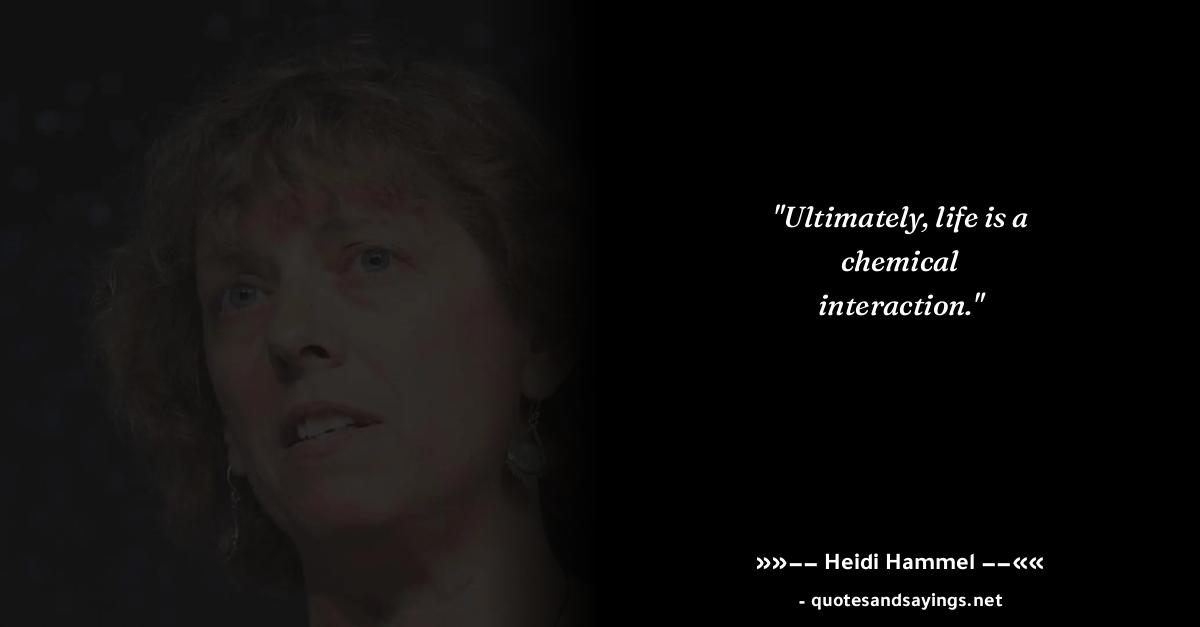 "Ultimately, life is a
chemical
interaction."
»»−− Heidi Hammel −−««
- quotesandsayings.net